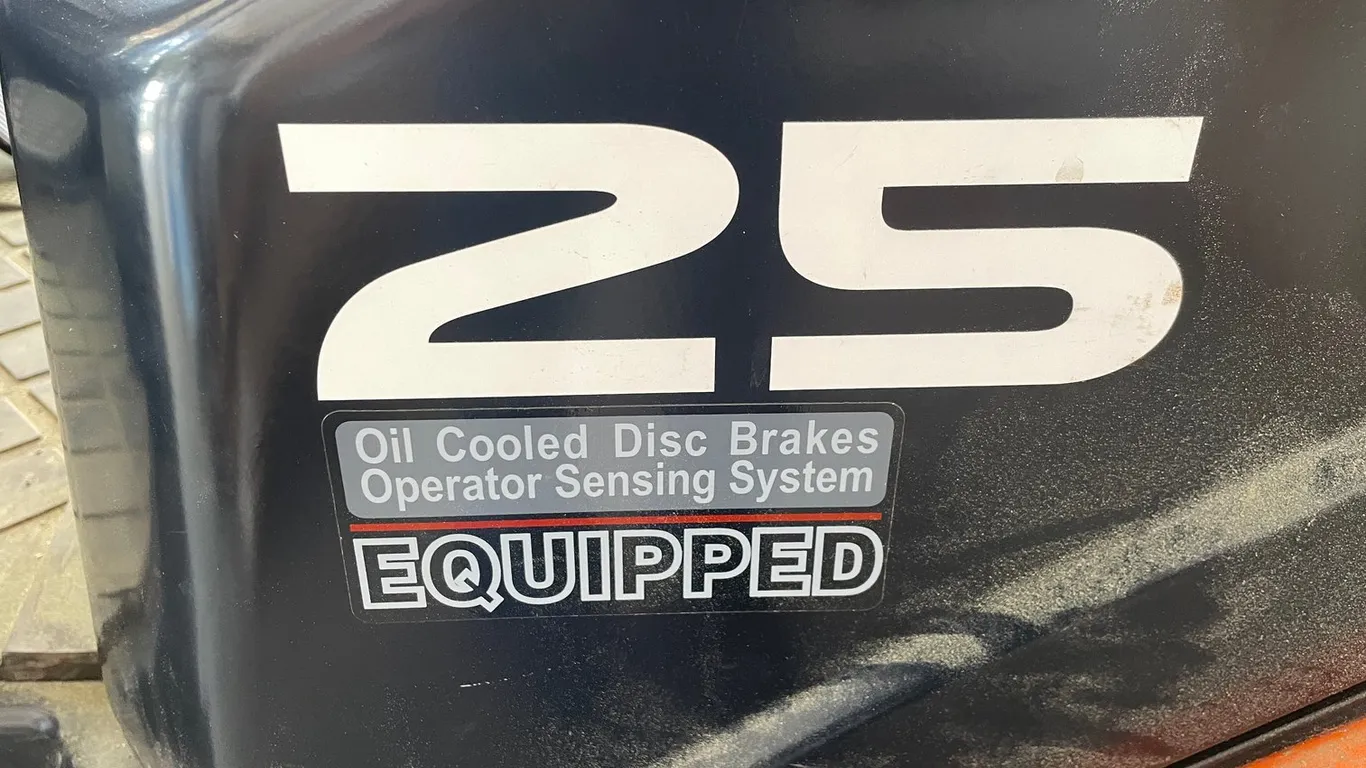 25
Oil Cooled Disc Brakes
Operator Sensing System
EQUIPPED